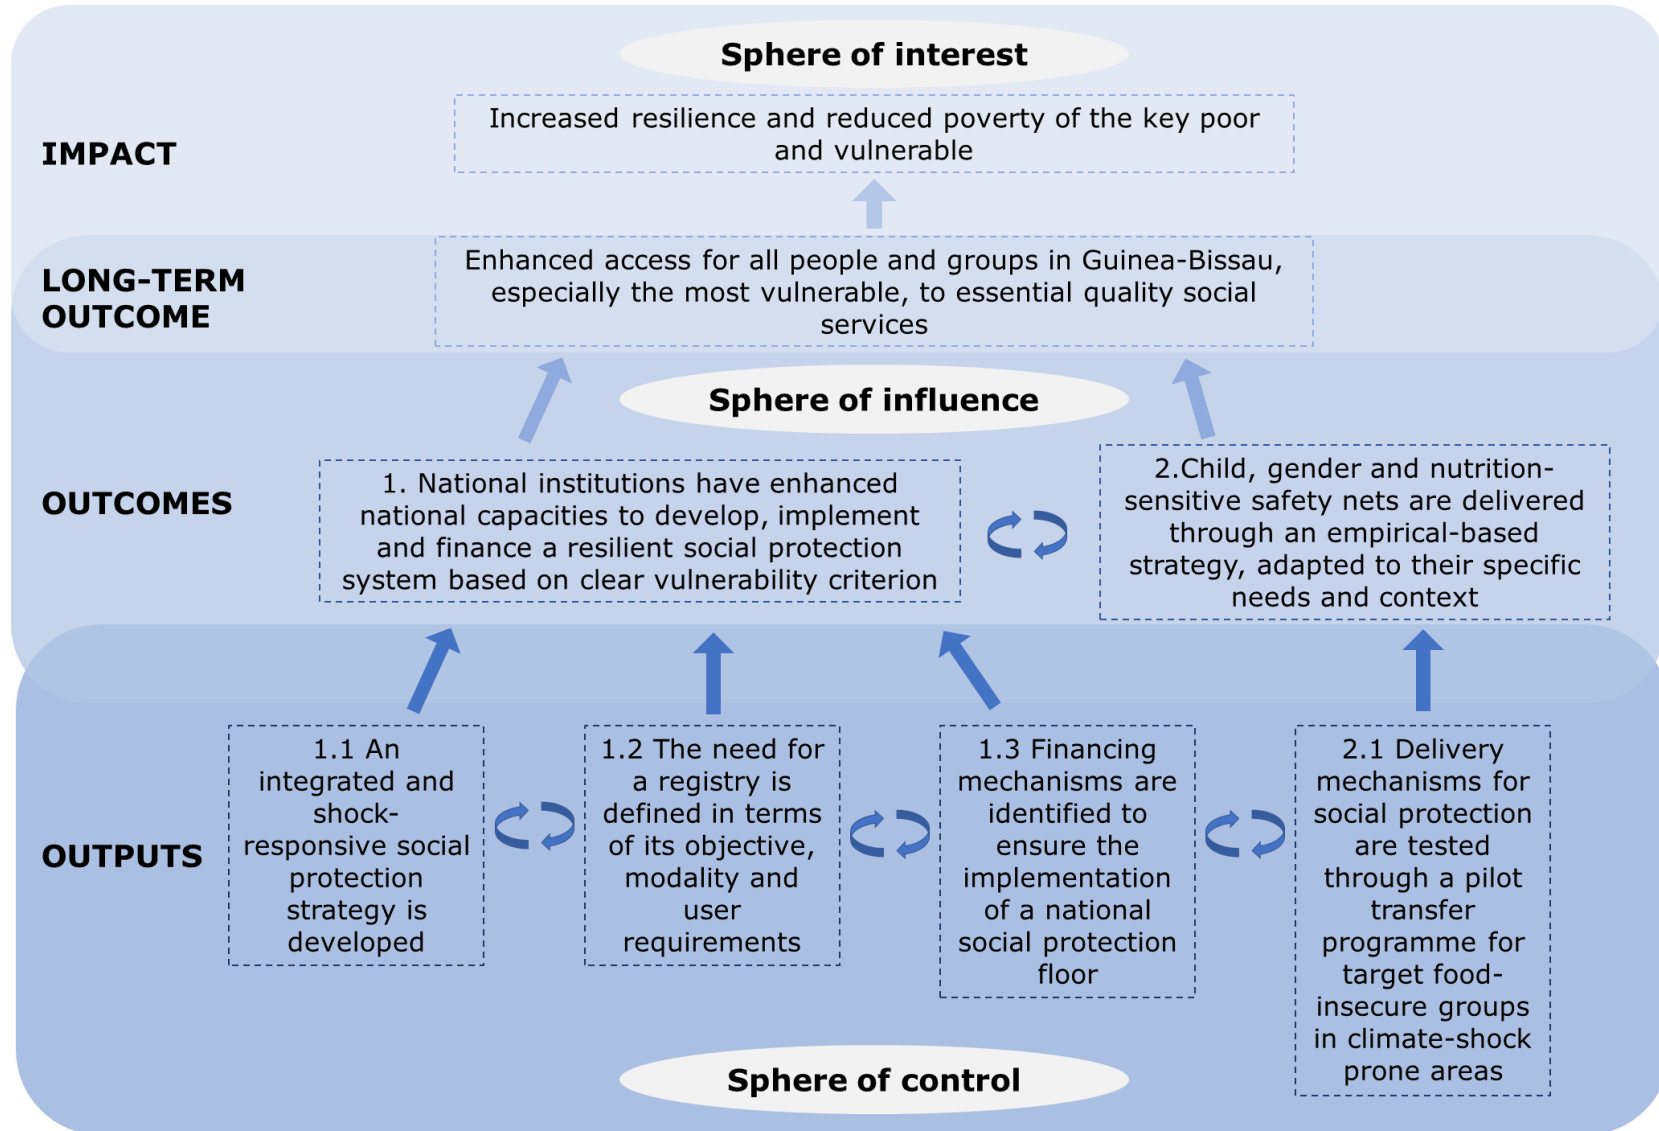 Sphere of interest
Increased resilience and reduced poverty of the key poor
and vulnerable
IMPACT
LONG-TERM
OUTCOME
Enhanced access for all people and groups in Guinea-Bissau,
especially the most vulnerable, to essential quality social
services
Sphere of influence
OUTCOMES
1. National institutions have enhanced
national capacities to develop, implement
and finance a resilient social protection
system based on clear vulnerability criterion
2.Child, gender and nutrition-
sensitive safety nets are delivered
through an empirical-based
strategy, adapted to their specific
needs and context
OUTPUTS
1.1 An
integrated and
shock-
responsive social
protection
strategy is
developed
1.2 The need for
a registry is
defined in terms
of its objective,
modality and
user
requirements
1.3 Financing
mechanisms are
identified to
ensure the
implementation
of a national
social protection
floor
2.1 Delivery
mechanisms for
social protection
are tested
through a pilot
transfer
programme for
target food-
insecure groups
in climate-shock
prone areas
Sphere of control